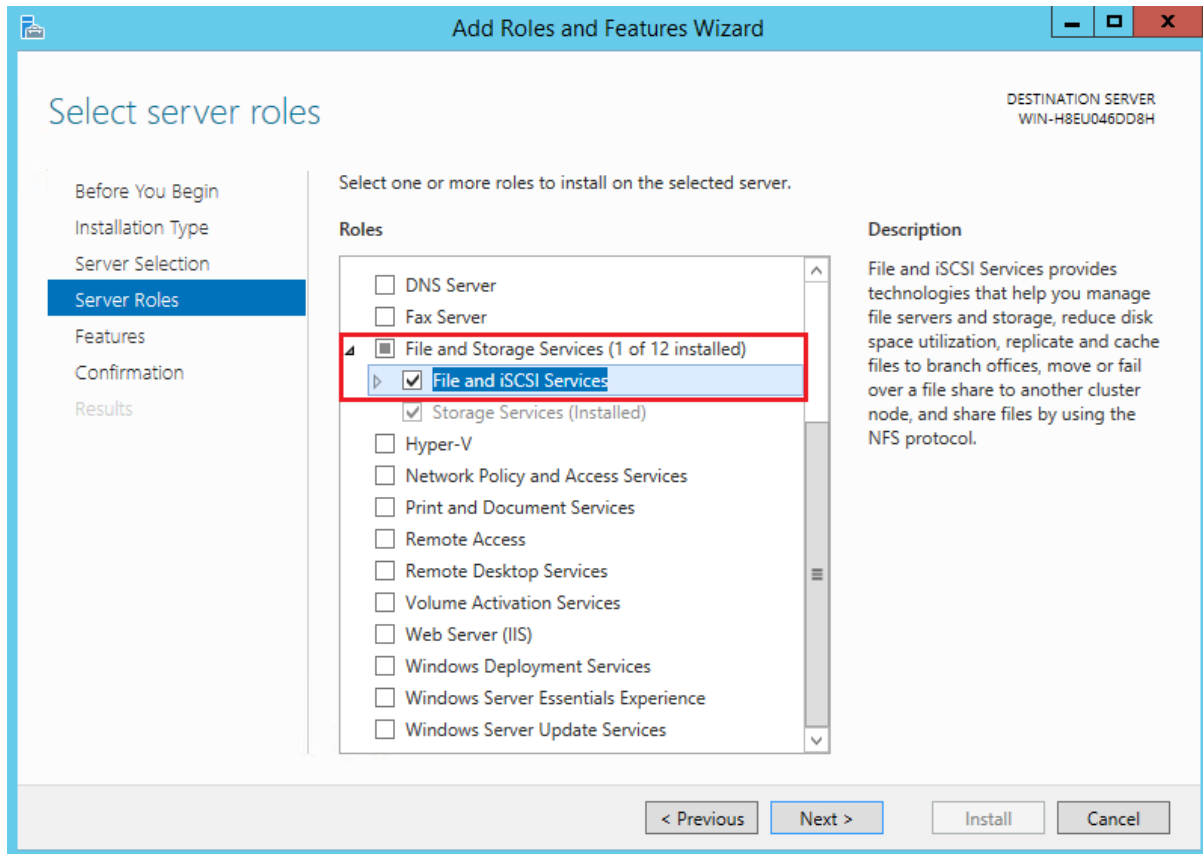 Add Roles and Features Wizard
Select server roles
DESTINATION SERVER
WIN-H8EU046DD8H
Before You Begin
Installation Type
Server Selection
Server Roles
Features
Confirmation
Results
Select one or more roles to install on the selected server.
Roles
DNS Server
Fax Server
File and Storage Services (1 of 12 installed)
File and iSCSI Services
Storage Services (Installed)
Hyper-V
Network Policy and Access Services
Print and Document Services
Remote Access
Remote Desktop Services
Volume Activation Services
Web Server (IIS)
Windows Deployment Services
Windows Server Essentials Experience
Windows Server Update Services
Description
File and iSCSI Services provides
technologies that help you manage
file servers and storage, reduce disk
space utilization, replicate and cache
files to branch offices, move or fail
over a file share to another cluster
node, and share files by using the
NFS protocol.
< Previous
Next >
Install
Cancel